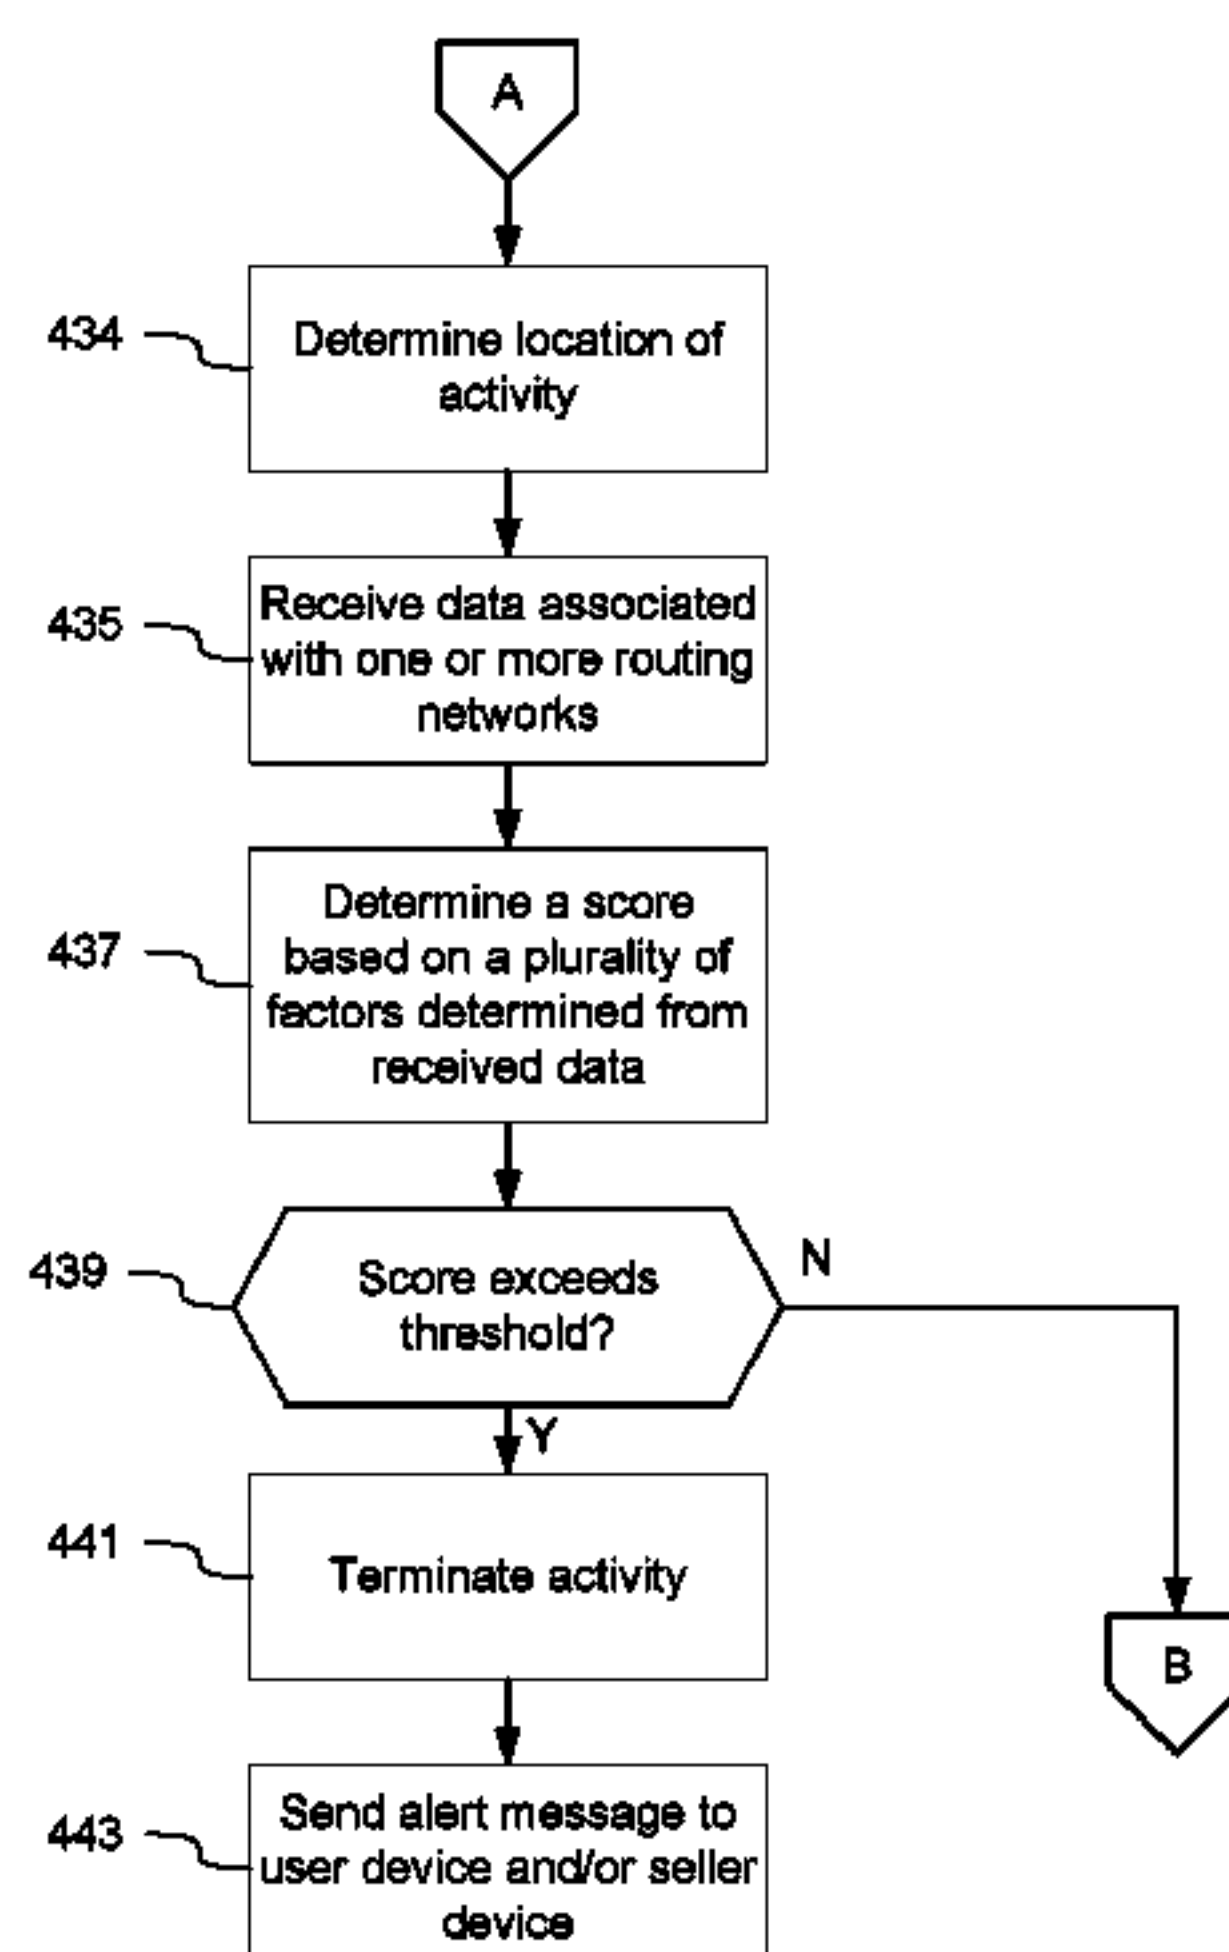 A
434
Determine location of
activity
435
Receive data associated
with one or more routing
networks
437
Determine a score
based on a plurality of
factors determined from
received data
439
Score exceeds
threshold?
N
Y
441
Terminate activity
B
443
Send alert message to
user device and/or seller
device